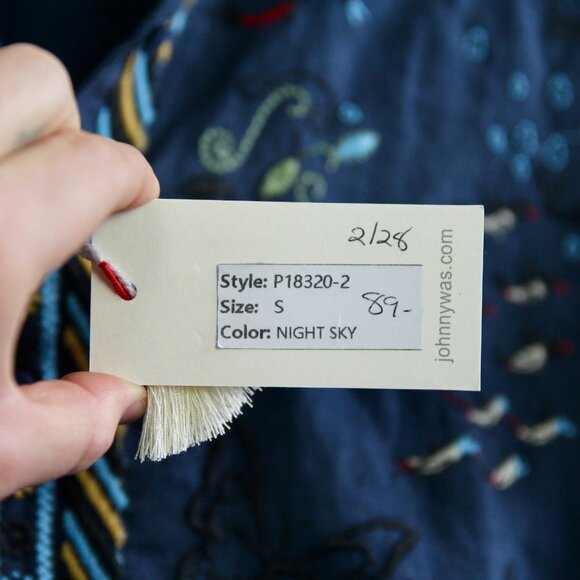 2/28
Style: P18320-2
Size: S
89-
Color: NIGHT SKY
johnnywas.com